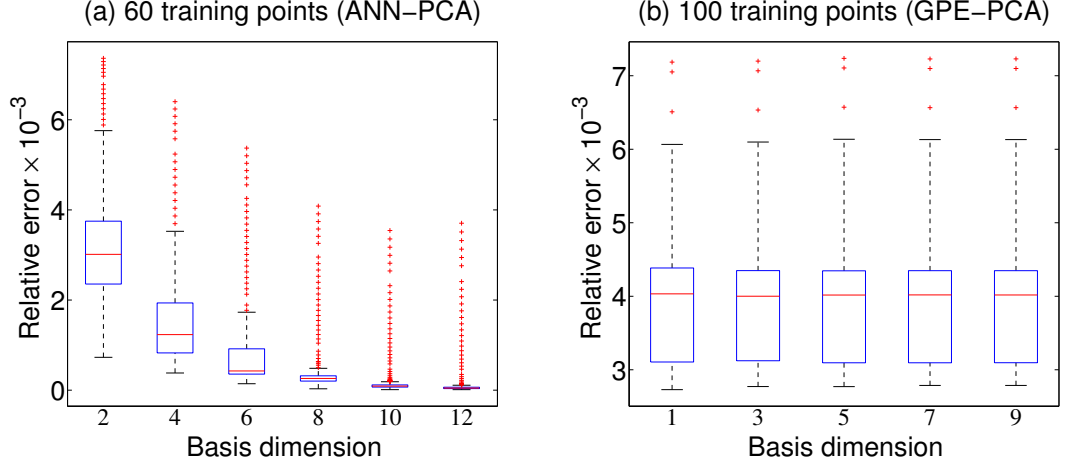 (a) 60 training points (ANN−PCA)
Relative error × 10⁻³
6
4
2
0
2 4 6 8 10 12
Basis dimension
(b) 100 training points (GPE−PCA)
Relative error × 10⁻³
7
6
5
4
3
1 3 5 7 9
Basis dimension